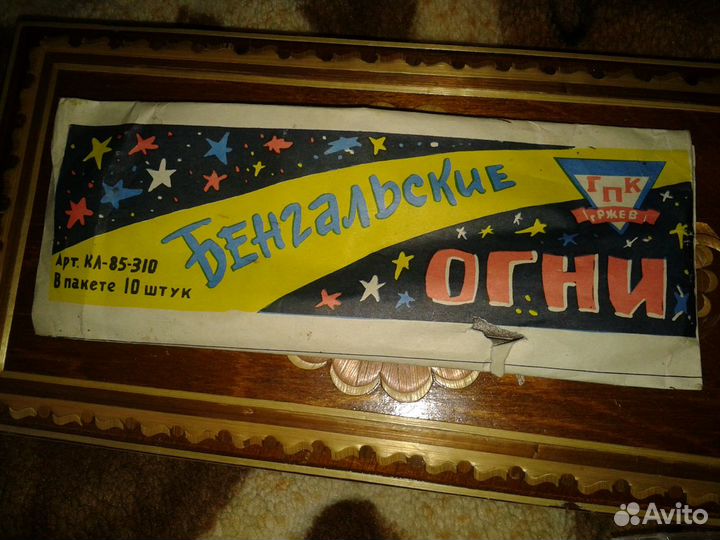 Бенгальские
ОГНИ
Арт. КЛ-85-310
В пакете 10 штук
ГПК
г. РЖЕВ
Avito